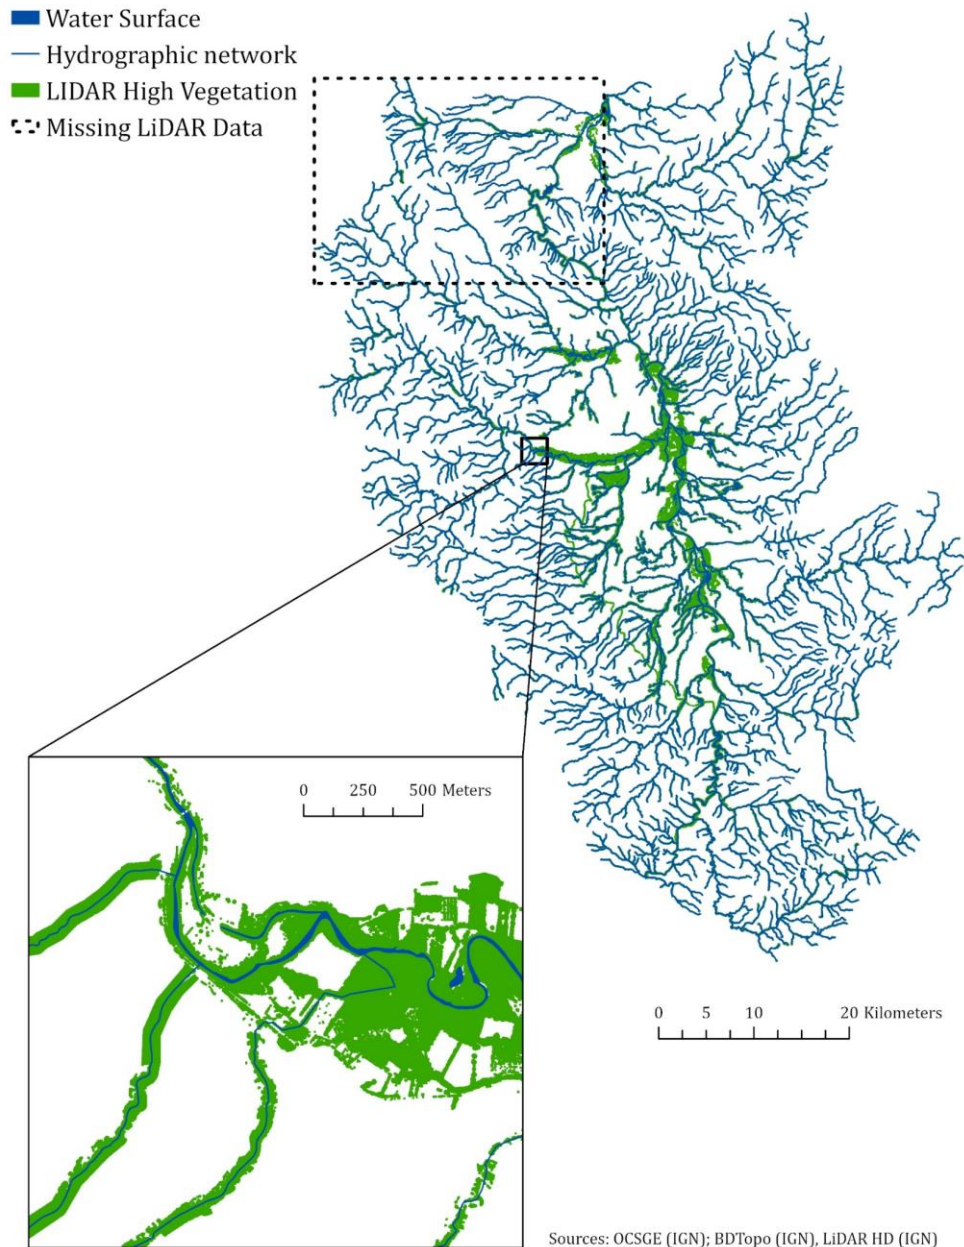 Water Surface
Hydrographic network
LIDAR High Vegetation
Missing LiDAR Data
0 250 500 Meters
0 5 10 20 Kilometers
Sources: OCSGE (IGN); BDTopo (IGN), LiDAR HD (IGN)